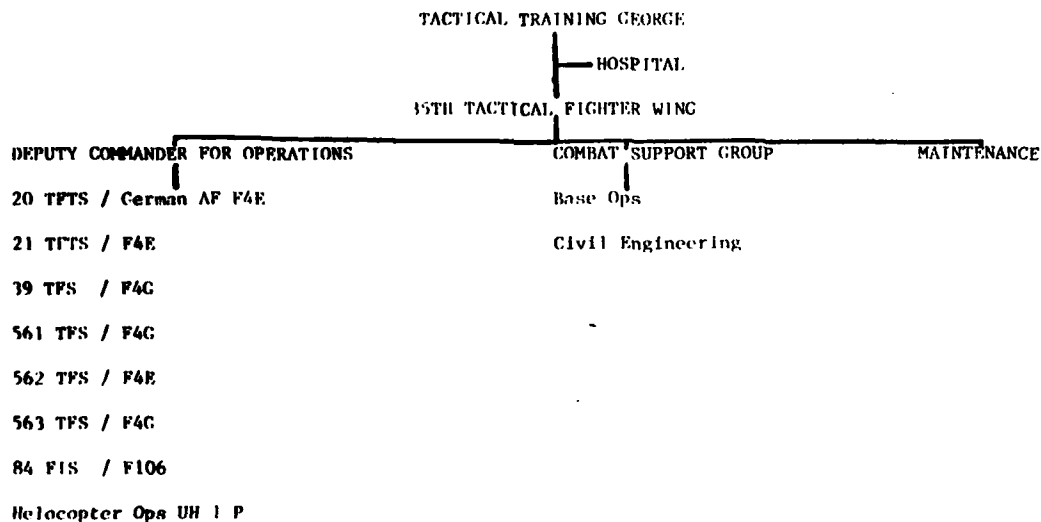 TACTICAL TRAINING GEORGE
HOSPITAL
35TH TACTICAL FIGHTER WING
DEPUTY COMMANDER FOR OPERATIONS COMBAT SUPPORT GROUP MAINTENANCE
20 TFTS / German AF F4E Base Ops
21 TFTS / F4E Civil Engineering
39 TFS / F4G
561 TFS / F4G
562 TFS / F4E
563 TFS / F4G
84 FIS / F106
Helocopter Ops UH 1 P